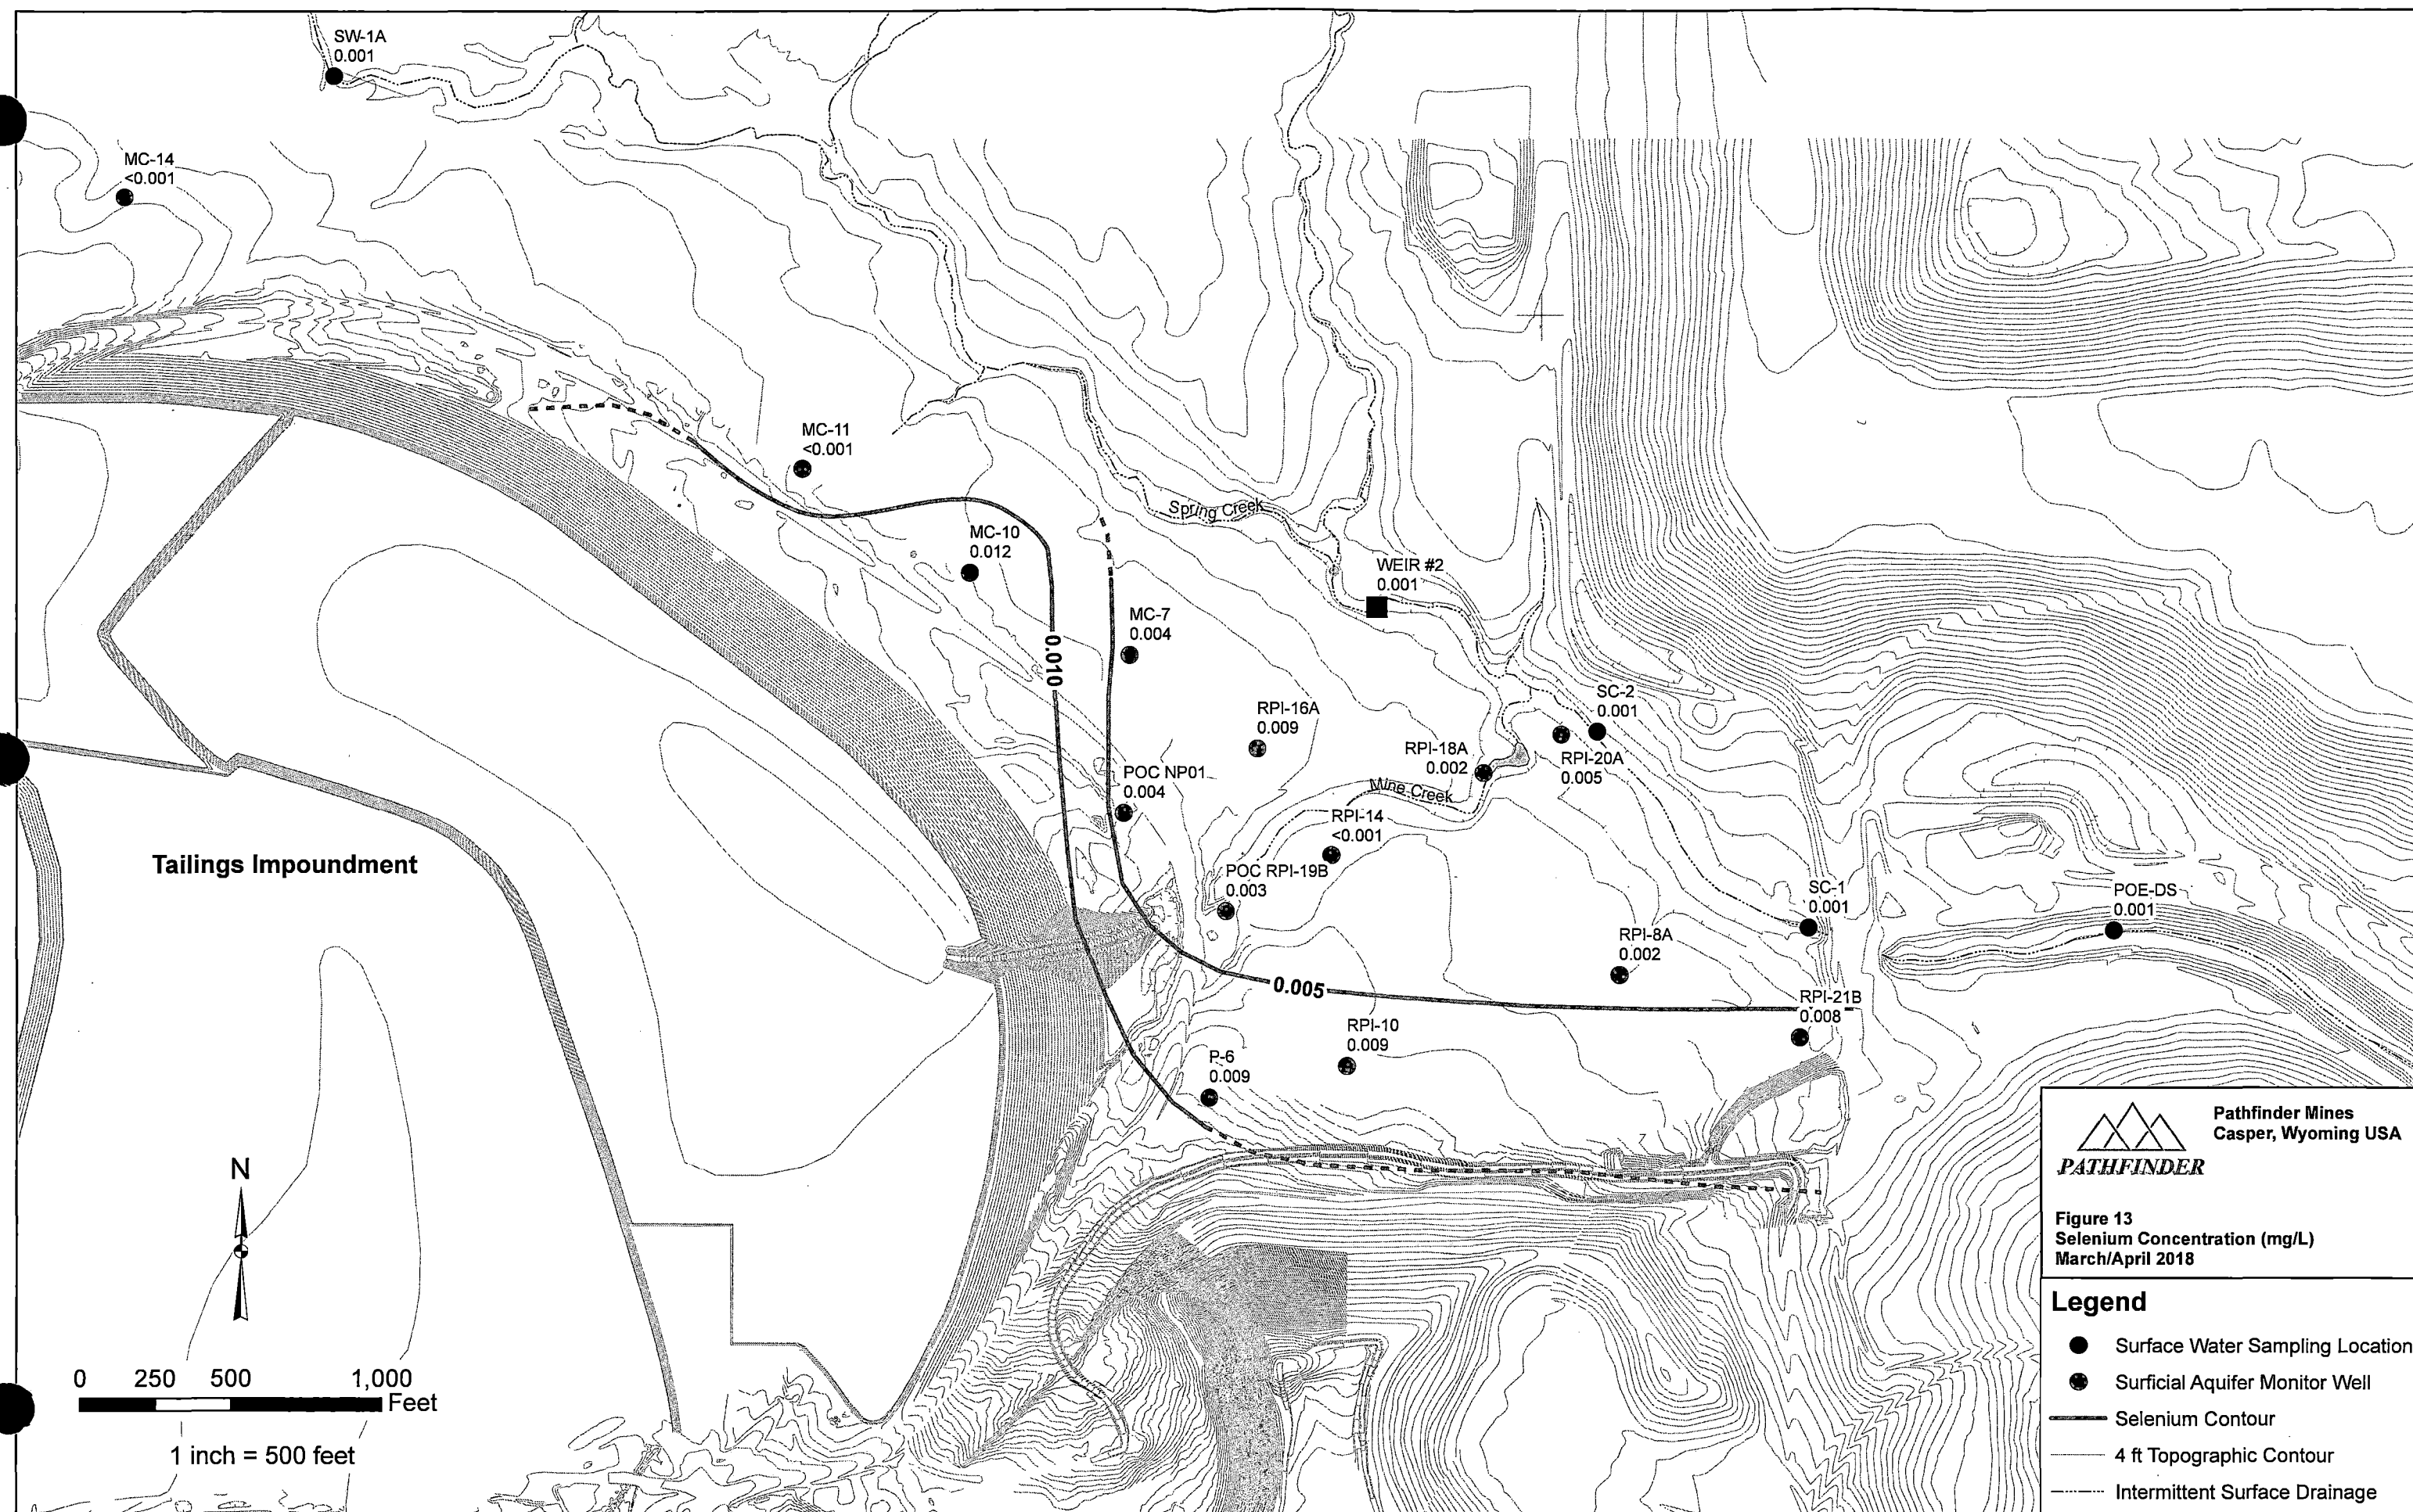 SW-1A
0.001
MC-14
<0.001
MC-11
<0.001
Spring Creek
MC-10
0.012
WEIR #2
0.001
MC-7
0.004
0.010
SC-2
0.001
RPI-16A
0.009
RPI-18A
0.002
RPI-20A
0.005
POC NP01
0.004
Mine Creek
RPI-14
<0.001
Tailings Impoundment
POC RPI-19B
0.003
SC-1
0.001
POE-DS
0.001
RPI-8A
0.002
0.005
RPI-21B
0.008
RPI-10
0.009
P-6
0.009
N
0 250 500 1,000
Feet
1 inch = 500 feet
PATHFINDER
Pathfinder Mines
Casper, Wyoming USA
Figure 13
Selenium Concentration (mg/L)
March/April 2018
Legend
Surface Water Sampling Location
Surficial Aquifer Monitor Well
Selenium Contour
4 ft Topographic Contour
Intermittent Surface Drainage